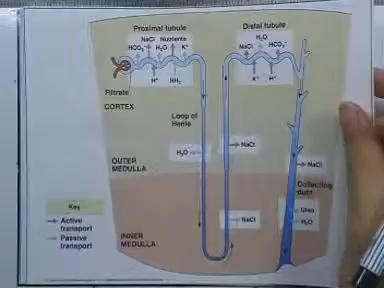 Proximal tubule
NaCl Nutrients
HCO₃⁻ H₂O K⁺
H⁺ NH₃
Distal tubule
H₂O
NaCl HCO₃⁻
K⁺ H⁺
Filtrate
CORTEX
Loop of
Henle
H₂O
NaCl
OUTER
MEDULLA
NaCl
Collecting
duct
Key
Active
transport
Passive
transport
NaCl
Urea
H₂O
INNER
MEDULLA